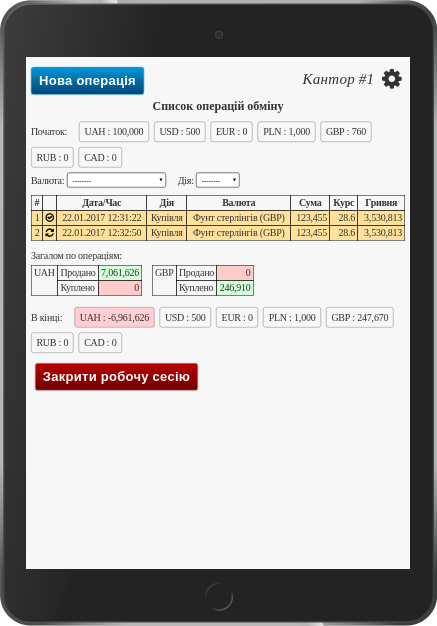 Нова операція
Кантор #1
Список операцій обміну
Початок: UAH : 100,000 USD : 500 EUR : 0 PLN : 1,000 GBP : 760
RUB : 0 CAD : 0
Валюта: -------- Дія: --------
# Дата/Час Дія Валюта Сума Курс Гривня
1 22.01.2017 12:31:22 Купівля Фунт стерлінгів (GBP) 123,455 28.6 3,530,813
2 22.01.2017 12:32:50 Купівля Фунт стерлінгів (GBP) 123,455 28.6 3,530,813
Загалом по операціям:
UAH Продано 7,061,626 GBP Продано 0
Куплено 0 Куплено 246,910
В кінці: UAH : -6,961,626 USD : 500 EUR : 0 PLN : 1,000 GBP : 247,670
RUB : 0 CAD : 0
Закрити робочу сесію